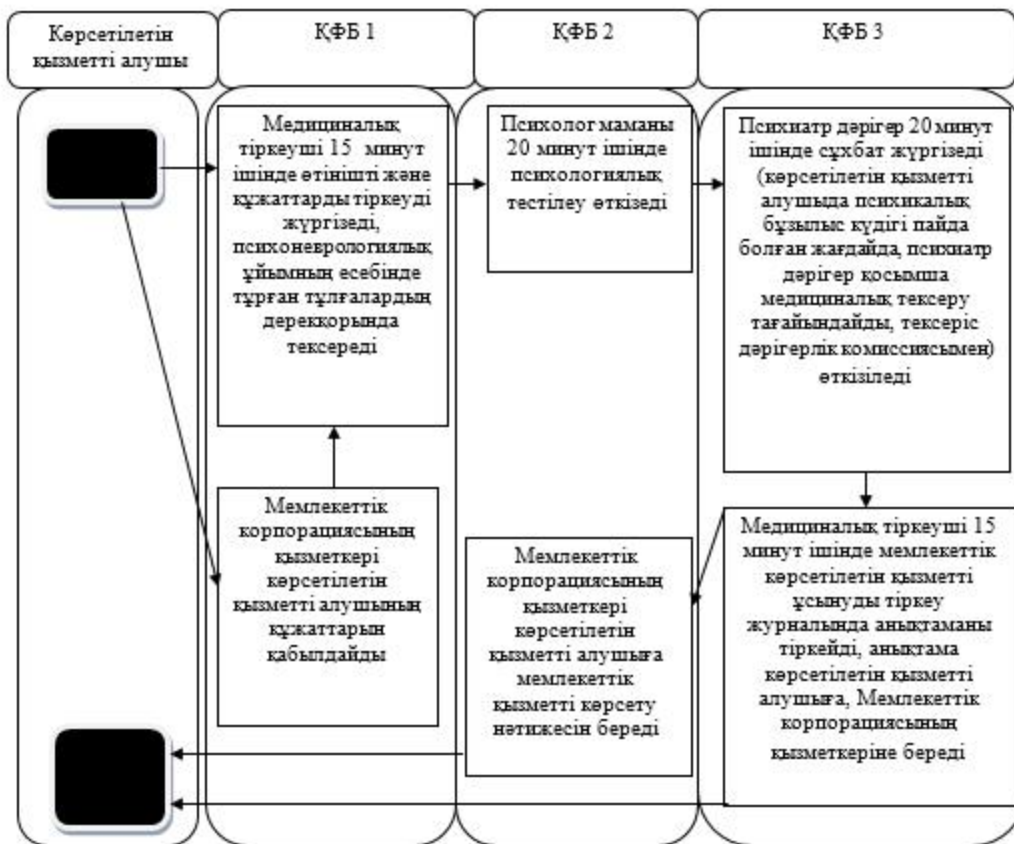 Көрсетілетін
қызметті алушы
ҚФБ 1
ҚФБ 2
ҚФБ 3
Медициналық
тіркеуші 15 минут
ішінде өтінішті және
құжаттарды тіркеуді
жүргізеді,
психоневрологиялық
ұйымның есебінде
тұрған тұлғалардың
дерекқорында
тексереді
Психолог маманы
20 минут ішінде
психологиялық
тестілеу өткізеді
Психиатр дәрігер 20 минут
ішінде сұхбат жүргізеді
(көрсетілетін қызметті
алушыда психикалық
бұзылыс күдігі пайда
болған жағдайда, психиатр
дәрігер қосымша
медициналық тексеру
тағайындайды, тексеріс
дәрігерлік комиссиясымен)
өткізіледі
Мемлекеттік
корпорациясының
қызметкері
көрсетілетін
қызметті алушының
құжаттарын
қабылдайды
Мемлекеттік
корпорациясының
қызметкері
көрсетілетін
қызметті алушыға
мемлекеттік
қызметті көрсету
нәтижесін береді
Медициналық тіркеуші 15
минут ішінде мемлекеттік
көрсетілетін қызметті
ұсынуды тіркеу
журналында анықтаманы
тіркейді, анықтама
көрсетілетін қызметті
алушыға, Мемлекеттік
корпорациясының
қызметкеріне береді